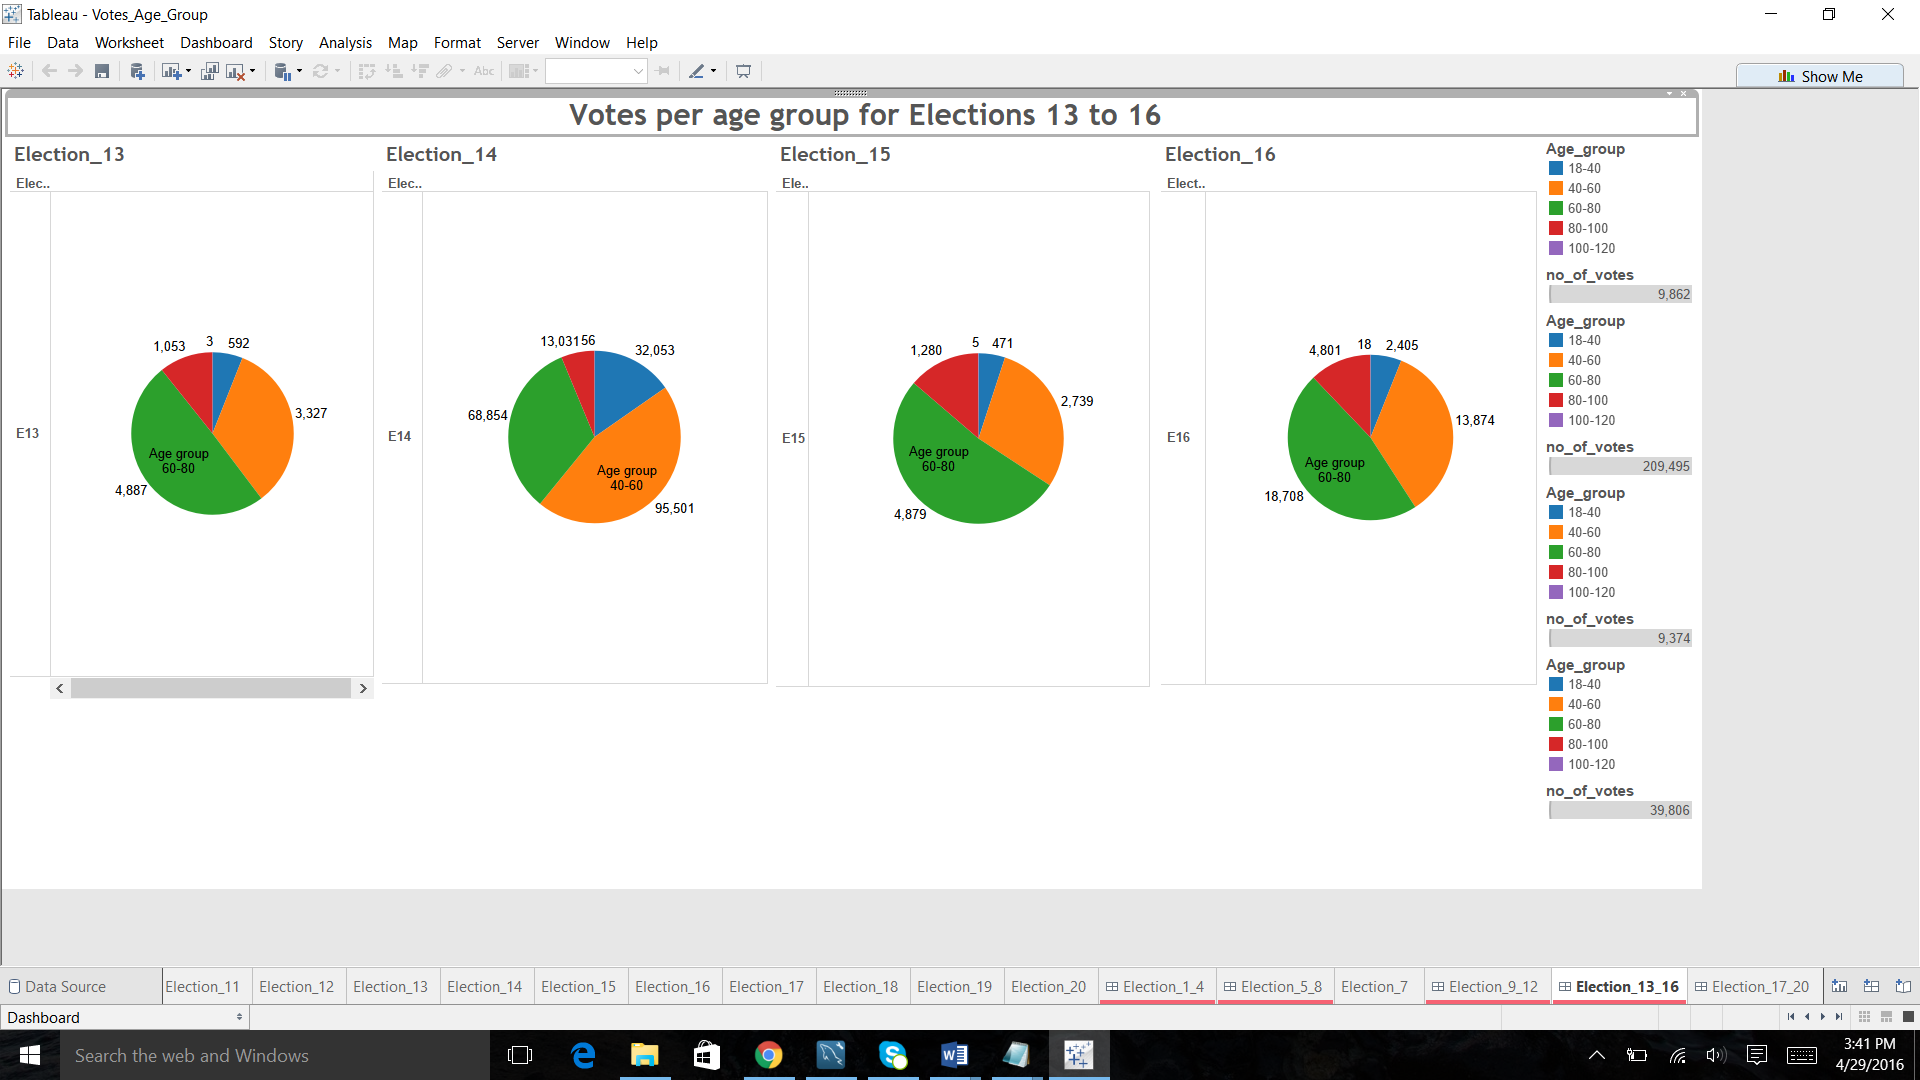 Tableau - Votes_Age_Group
File Data Worksheet Dashboard Story Analysis Map Format Server Window Help
Abc
Show Me
Votes per age group for Elections 13 to 16
Election_13
Elec..
E13
1,053
3
592
3,327
4,887
Age group
60-80
Election_14
Elec..
E14
13,031
56
32,053
68,854
95,501
Age group
40-60
Election_15
Ele..
E15
1,280
5
471
2,739
4,879
Age group
60-80
Election_16
Elect..
E16
4,801
18
2,405
13,874
18,708
Age group
60-80
Age_group
18-40
40-60
60-80
80-100
100-120
no_of_votes
9,862
Age_group
18-40
40-60
60-80
80-100
100-120
no_of_votes
209,495
Age_group
18-40
40-60
60-80
80-100
100-120
no_of_votes
9,374
Age_group
18-40
40-60
60-80
80-100
100-120
no_of_votes
39,806
Data Source Election_11 Election_12 Election_13 Election_14 Election_15 Election_16 Election_17 Election_18 Election_19 Election_20 Election_1_4 Election_5_8 Election_7 Election_9_12 Election_13_16 Election_17_20
Dashboard
Search the web and Windows
3:41 PM
4/29/2016